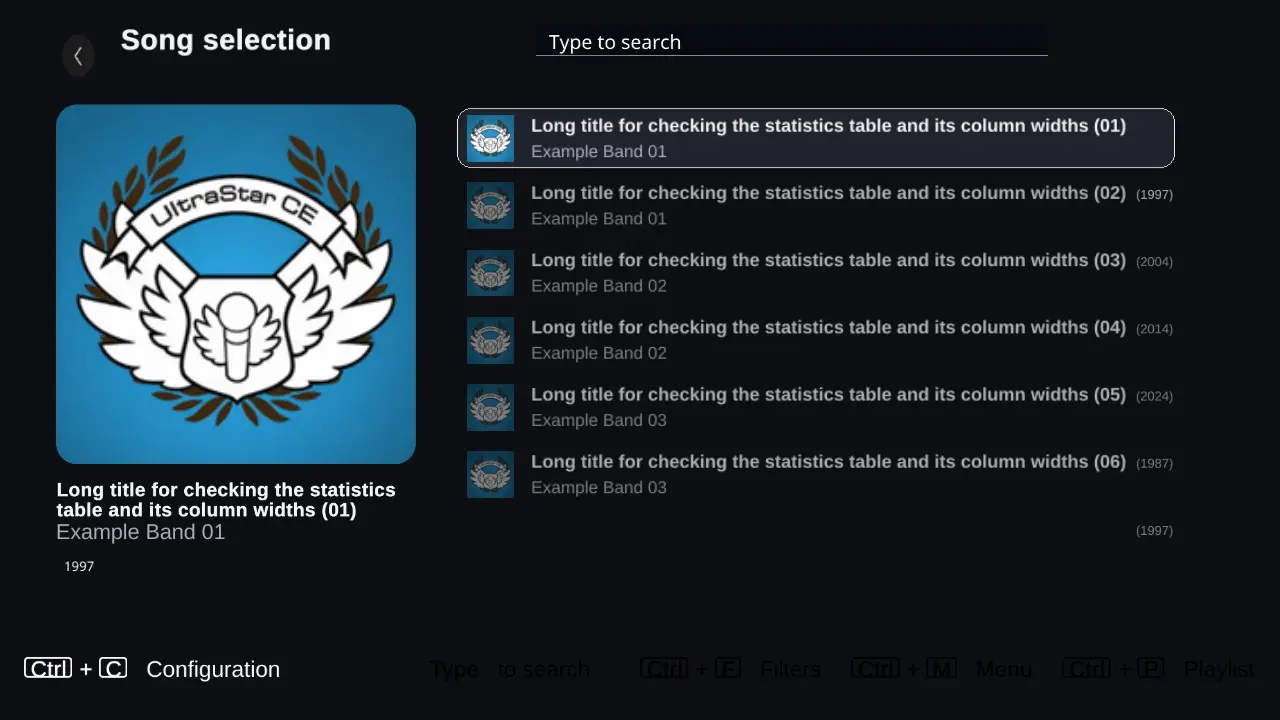 Song selection
Type to search
UltraStar CE
Long title for checking the statistics
table and its column widths (01)
Example Band 01
1997
Long title for checking the statistics table and its column widths (01)
Example Band 01
Long title for checking the statistics table and its column widths (02) (1997)
Example Band 01
Long title for checking the statistics table and its column widths (03) (2004)
Example Band 02
Long title for checking the statistics table and its column widths (04) (2014)
Example Band 02
Long title for checking the statistics table and its column widths (05) (2024)
Example Band 03
Long title for checking the statistics table and its column widths (06) (1987)
Example Band 03
(1997)
Ctrl + C Configuration Type to search Ctrl + F Filters Ctrl + M Menu Ctrl + P Playlist